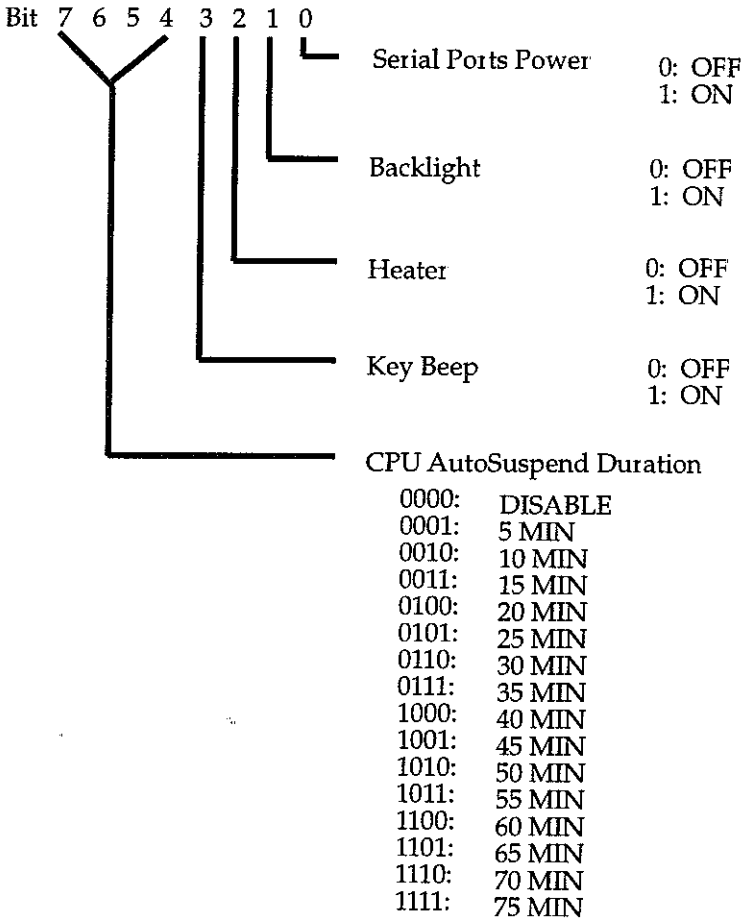 Bit 7 6 5 4 3 2 1 0
Serial Ports Power 0: OFF
1: ON
Backlight 0: OFF
1: ON
Heater 0: OFF
1: ON
Key Beep 0: OFF
1: ON
CPU AutoSuspend Duration
0000: DISABLE
0001: 5 MIN
0010: 10 MIN
0011: 15 MIN
0100: 20 MIN
0101: 25 MIN
0110: 30 MIN
0111: 35 MIN
1000: 40 MIN
1001: 45 MIN
1010: 50 MIN
1011: 55 MIN
1100: 60 MIN
1101: 65 MIN
1110: 70 MIN
1111: 75 MIN